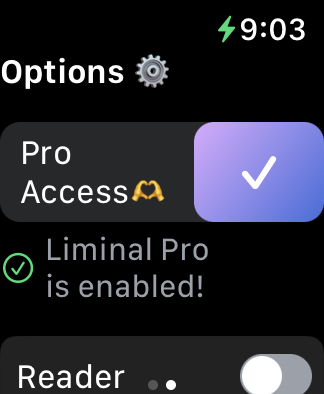 9:03
Options ⚙️
Pro
Access🫶
Liminal Pro
is enabled!
Reader